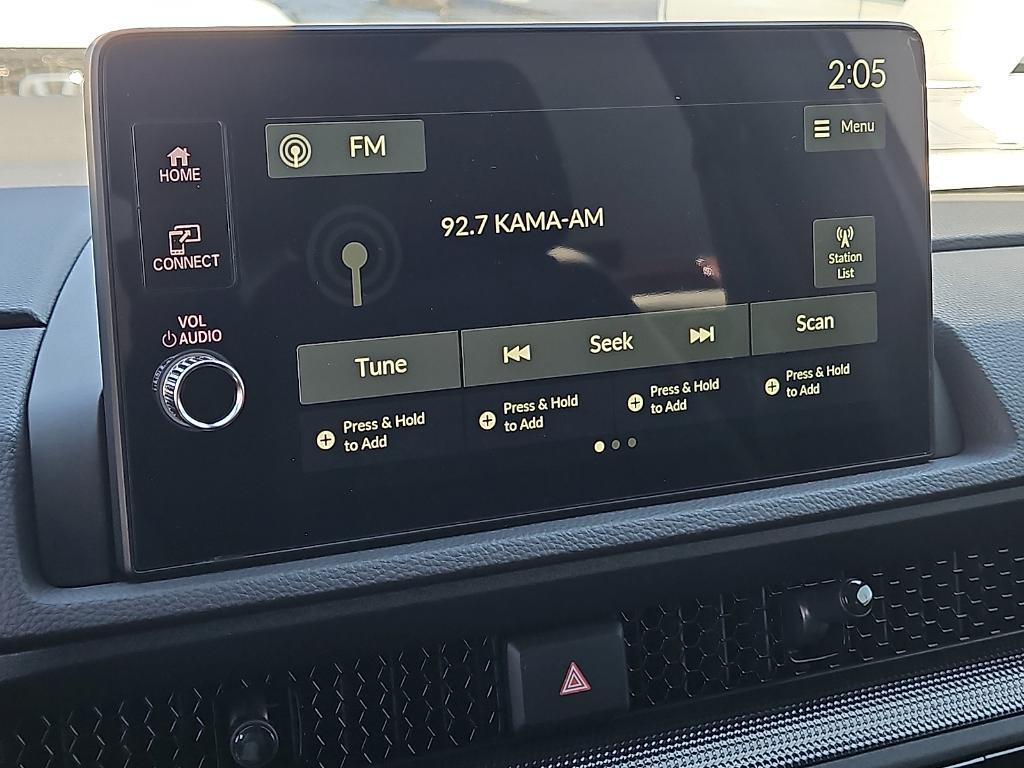 2:05
FM
Menu
HOME
CONNECT
92.7 KAMA-AM
Station
List
VOL
AUDIO
Tune
Seek
Scan
Press & Hold
to Add
Press & Hold
to Add
Press & Hold
to Add
Press & Hold
to Add